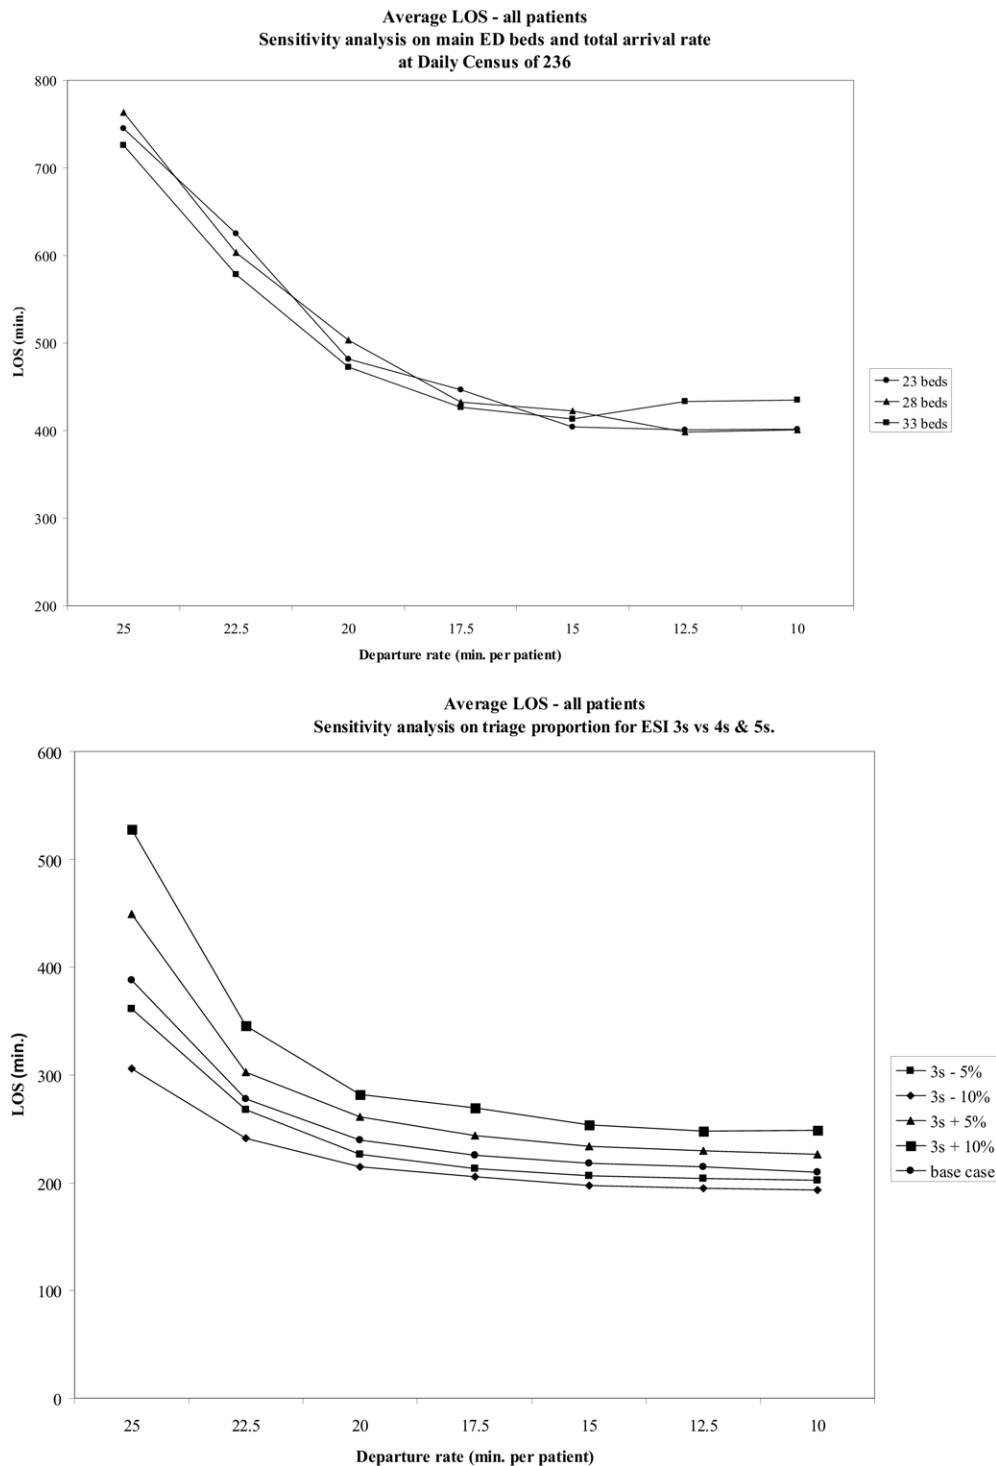 Average LOS - all patients
Sensitivity analysis on main ED beds and total arrival rate
at Daily Census of 236
800
700
600
500
400
300
200
LOS (min.)
25 22.5 20 17.5 15 12.5 10
Departure rate (min. per patient)
23 beds
28 beds
33 beds
Average LOS - all patients
Sensitivity analysis on triage proportion for ESI 3s vs 4s & 5s.
600
500
400
300
200
100
0
LOS (min.)
25 22.5 20 17.5 15 12.5 10
Departure rate (min. per patient)
3s - 5%
3s - 10%
3s + 5%
3s + 10%
base case